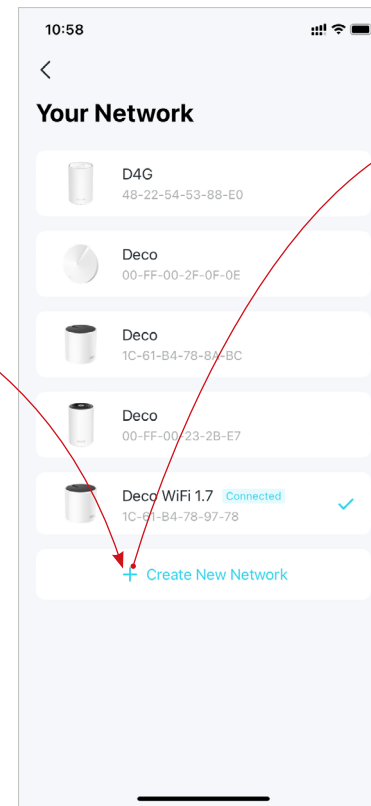 10:58
Your Network
D4G
48-22-54-53-88-E0
Deco
00-FF-00-2F-0F-0E
Deco
1C-61-B4-78-8A-BC
Deco
00-FF-00-23-2B-E7
Deco WiFi 1.7 Connected
1C-61-B4-78-97-78
+ Create New Network